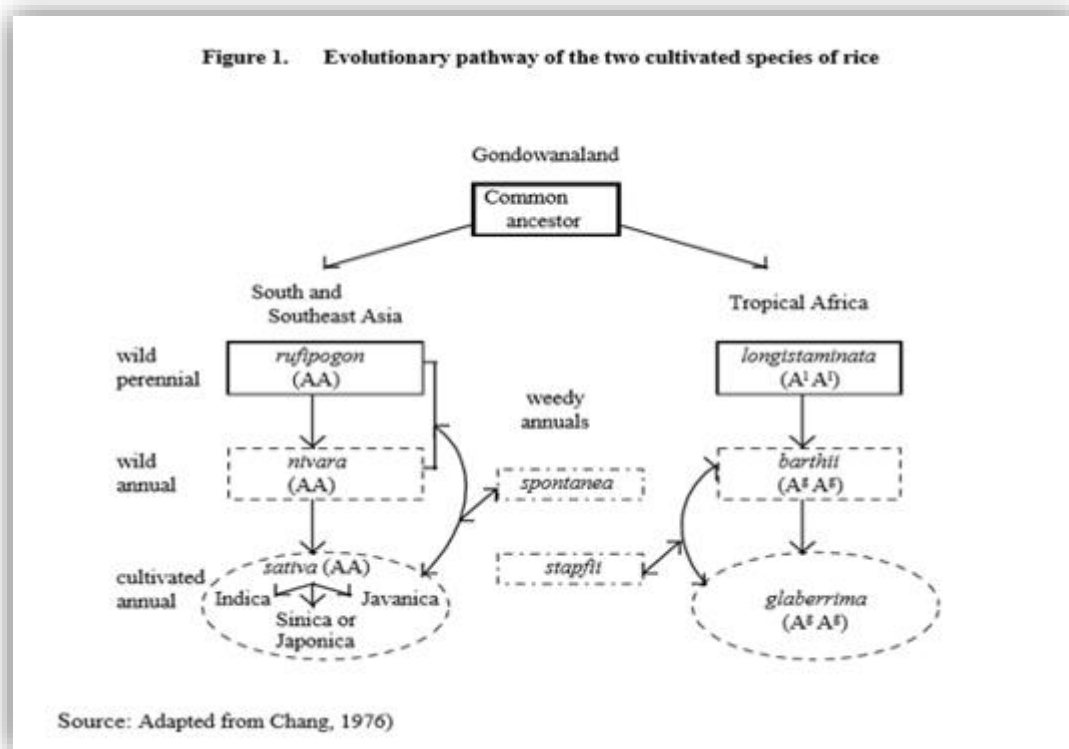 Figure 1. Evolutionary pathway of the two cultivated species of rice
Gondowanaland
Common
ancestor
South and
Southeast Asia
Tropical Africa
wild
perennial
rufipogon
(AA)
longistaminata
(A¹ A¹)
weedy
annuals
wild
annual
nivara
(AA)
spontanea
barthii
(Aᵍ Aᵍ)
cultivated
annual
sativa (AA)
Indica
Javanica
Sinica or
Japonica
stapfii
glaberrima
(Aᵍ Aᵍ)
Source: Adapted from Chang, 1976)